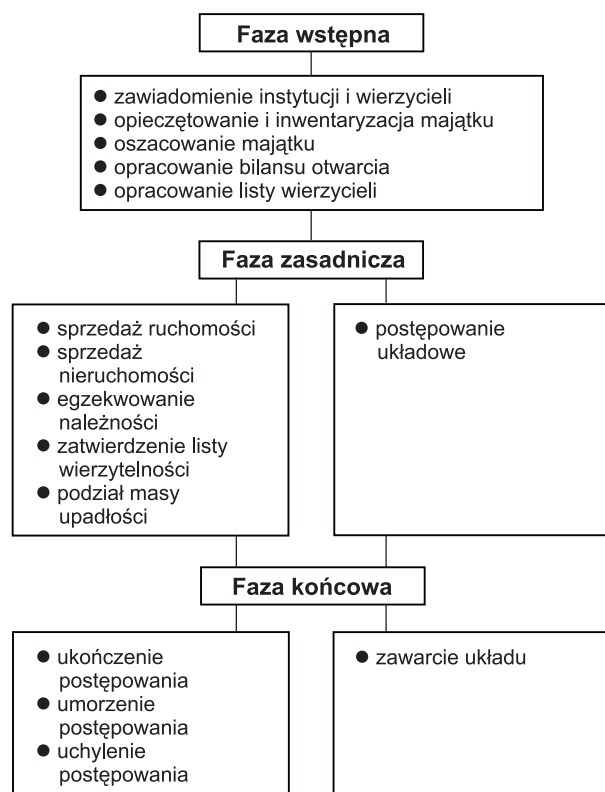 Faza wstępna
● zawiadomienie instytucji i wierzycieli
● opieczętowanie i inwentaryzacja majątku
● oszacowanie majątku
● opracowanie bilansu otwarcia
● opracowanie listy wierzycieli
Faza zasadnicza
● sprzedaż ruchomości
● sprzedaż
nieruchomości
● egzekwowanie
należności
● zatwierdzenie listy
wierzytelności
● podział masy
upadłości
● postępowanie
układowe
Faza końcowa
● ukończenie
postępowania
● umorzenie
postępowania
● uchylenie
postępowania
● zawarcie układu